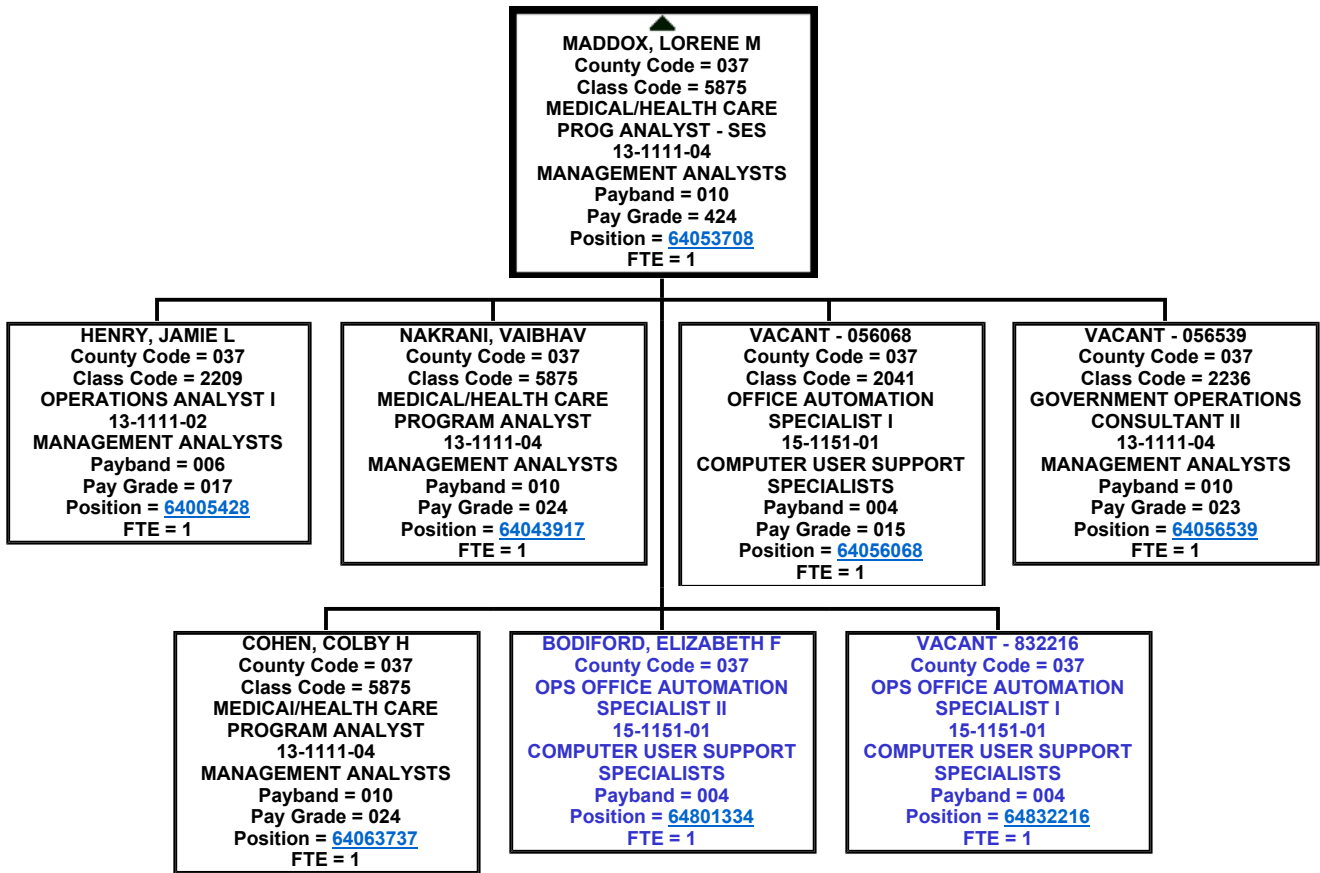 MADDOX, LORENE M
County Code = 037
Class Code = 5875
MEDICAL/HEALTH CARE
PROG ANALYST - SES
13-1111-04
MANAGEMENT ANALYSTS
Payband = 010
Pay Grade = 424
Position = 64053708
FTE = 1
HENRY, JAMIE L
County Code = 037
Class Code = 2209
OPERATIONS ANALYST I
13-1111-02
MANAGEMENT ANALYSTS
Payband = 006
Pay Grade = 017
Position = 64005428
FTE = 1
NAKRANI, VAIBHAV
County Code = 037
Class Code = 5875
MEDICAL/HEALTH CARE
PROGRAM ANALYST
13-1111-04
MANAGEMENT ANALYSTS
Payband = 010
Pay Grade = 024
Position = 64043917
FTE = 1
VACANT - 056068
County Code = 037
Class Code = 2041
OFFICE AUTOMATION
SPECIALIST I
15-1151-01
COMPUTER USER SUPPORT
SPECIALISTS
Payband = 004
Pay Grade = 015
Position = 64056068
FTE = 1
VACANT - 056539
County Code = 037
Class Code = 2236
GOVERNMENT OPERATIONS
CONSULTANT II
13-1111-04
MANAGEMENT ANALYSTS
Payband = 010
Pay Grade = 023
Position = 64056539
FTE = 1
COHEN, COLBY H
County Code = 037
Class Code = 5875
MEDICAl/HEALTH CARE
PROGRAM ANALYST
13-1111-04
MANAGEMENT ANALYSTS
Payband = 010
Pay Grade = 024
Position = 64063737
FTE = 1
BODIFORD, ELIZABETH F
County Code = 037
OPS OFFICE AUTOMATION
SPECIALIST II
15-1151-01
COMPUTER USER SUPPORT
SPECIALISTS
Payband = 004
Position = 64801334
FTE = 1
VACANT - 832216
County Code = 037
OPS OFFICE AUTOMATION
SPECIALIST I
15-1151-01
COMPUTER USER SUPPORT
SPECIALISTS
Payband = 004
Position = 64832216
FTE = 1